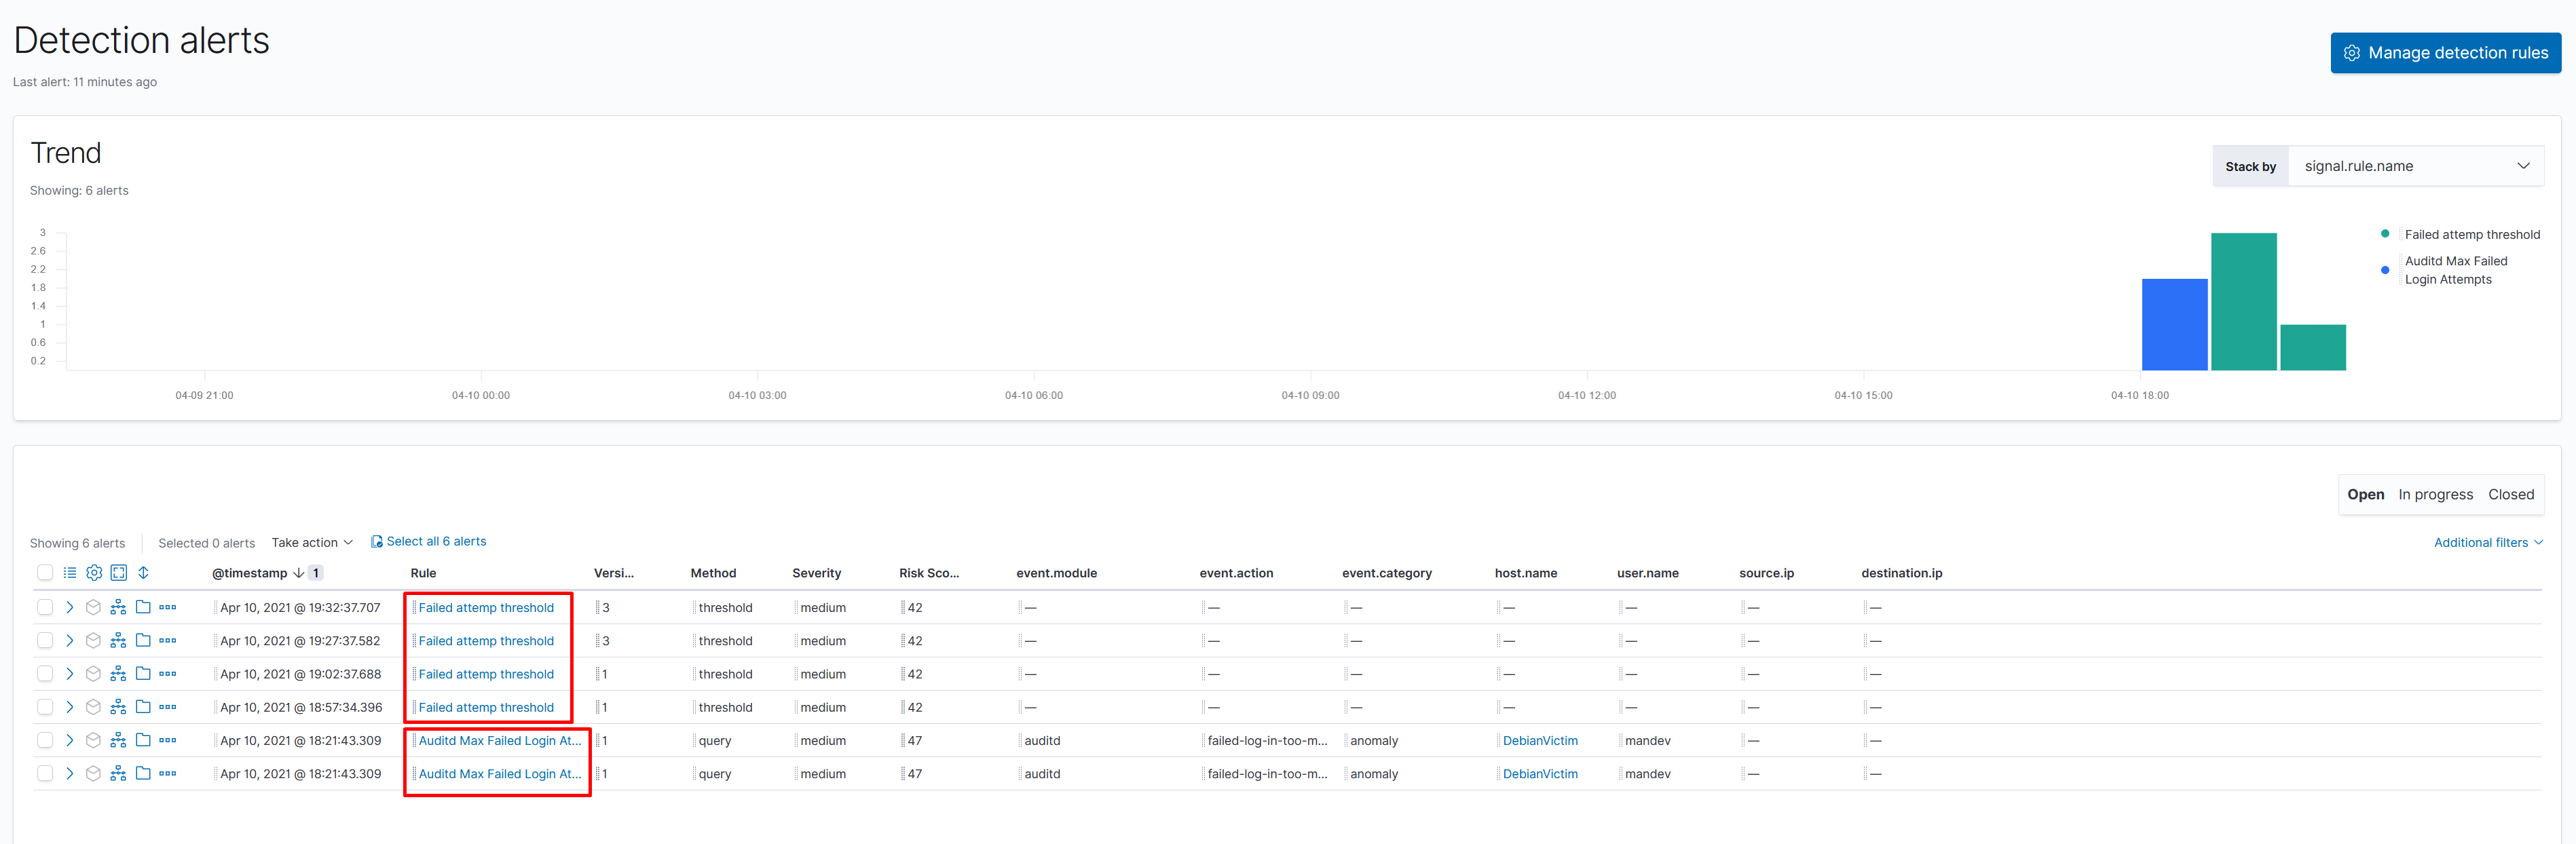 Detection alerts
Manage detection rules
Last alert: 11 minutes ago
Trend
Stack by signal.rule.name
Showing: 6 alerts
3
2.6
2.2
1.8
1.4
1
0.6
0.2
Failed attemp threshold
Auditd Max Failed
Login Attempts
04-09 21:00 04-10 00:00 04-10 03:00 04-10 06:00 04-10 09:00 04-10 12:00 04-10 15:00 04-10 18:00
Open In progress Closed
Showing 6 alerts Selected 0 alerts Take action Select all 6 alerts Additional filters
@timestamp 1 Rule Versi... Method Severity Risk Sco... event.module event.action event.category host.name user.name source.ip destination.ip
Apr 10, 2021 @ 19:32:37.707 Failed attemp threshold 3 threshold medium 42 — — — — — — —
Apr 10, 2021 @ 19:27:37.582 Failed attemp threshold 3 threshold medium 42 — — — — — — —
Apr 10, 2021 @ 19:02:37.688 Failed attemp threshold 1 threshold medium 42 — — — — — — —
Apr 10, 2021 @ 18:57:34.396 Failed attemp threshold 1 threshold medium 42 — — — — — — —
Apr 10, 2021 @ 18:21:43.309 Auditd Max Failed Login At... 1 query medium 47 auditd failed-log-in-too-m... anomaly DebianVictim mandev — —
Apr 10, 2021 @ 18:21:43.309 Auditd Max Failed Login At... 1 query medium 47 auditd failed-log-in-too-m... anomaly DebianVictim mandev — —